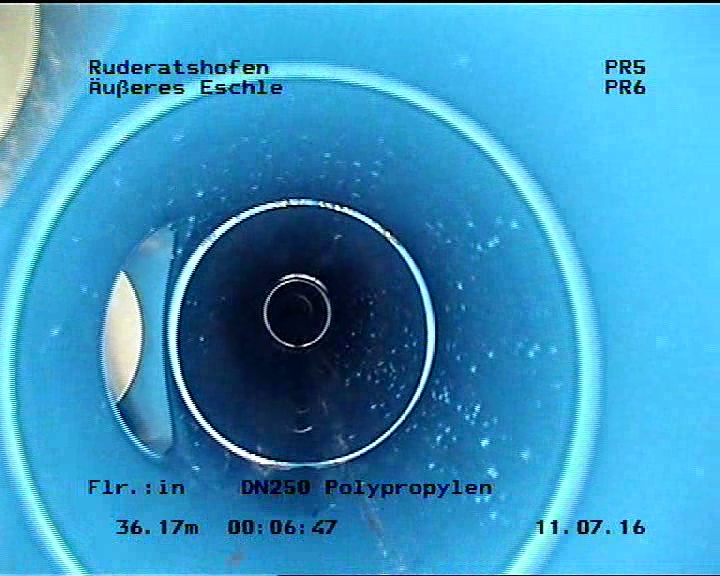 Ruderatshofen PR5
Äußeres Eschle PR6
Flr.:in DN250 Polypropylen
36.17m 00:06:47 11.07.16